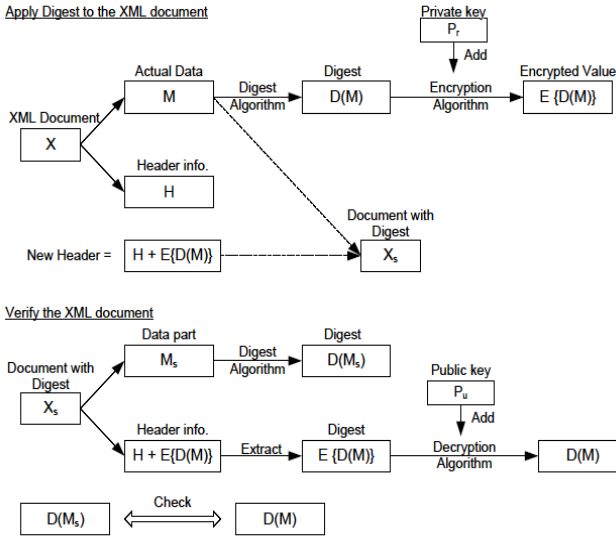 Apply Digest to the XML document
Private key
Pr
Add
Actual Data
M
Digest
Algorithm
Digest
D(M)
Encryption
Algorithm
Encrypted Value
E {D(M)}
XML Document
X
Header info.
H
Document with
Digest
Xs
New Header =
H + E{D(M)}
Verify the XML document
Data part
Ms
Digest
Algorithm
Digest
D(Ms)
Document with
Digest
Xs
Public key
Pu
Add
Header info.
H + E{D(M)}
Extract
Digest
E {D(M)}
Decryption
Algorithm
D(M)
D(Ms)
Check
D(M)